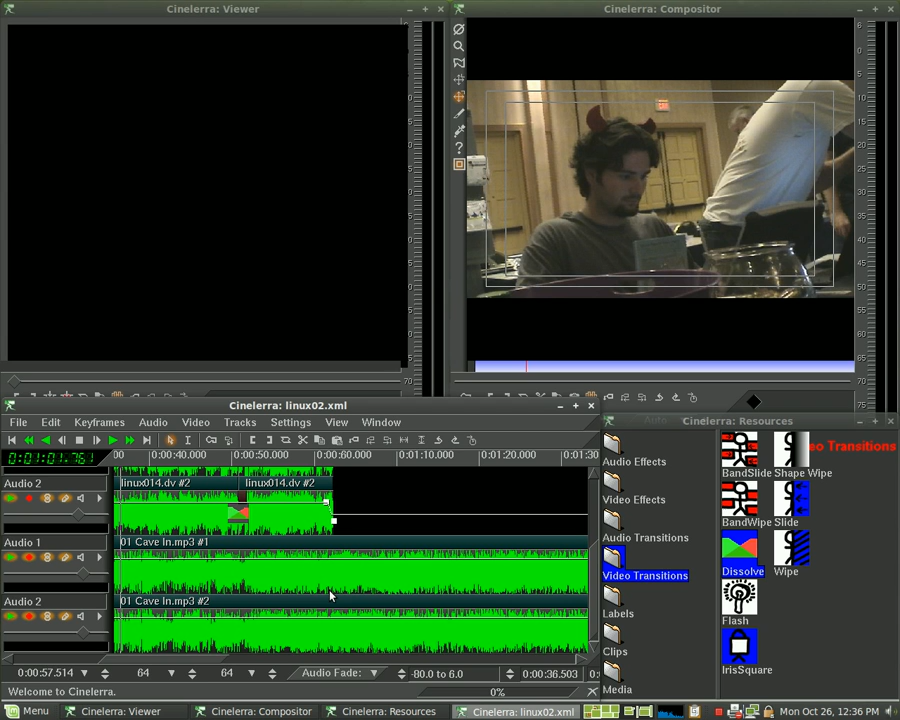 Cinelerra: Viewer
Cinelerra: Compositor
Cinelerra: linux02.xml
File Edit Keyframes Audio Video Tracks Settings View Window
0:01:01.761
00 0:00:40.000 0:00:50.000 0:01:00.000 0:01:10.000 0:01:20.000 0:01:30
Audio 2
linux014.dv #2
linux014.dv #2
Audio 1
01 Cave In.mp3 #1
Audio 2
01 Cave In.mp3 #2
0:00:57.514 64 64 Audio Fade: -80.0 to 6.0 0:00:36.503
Welcome to Cinelerra. 0%
Cinelerra: Resources
Audio Effects
Video Effects
Audio Transitions
Video Transitions
Labels
Clips
Media
eo Transitions
BandSlide
Shape Wipe
BandWipe
Slide
Dissolve
Wipe
Flash
IrisSquare
Menu Cinelerra: Viewer Cinelerra: Compositor Cinelerra: Resources Cinelerra: linux02.xml Mon Oct 26, 12:36 PM